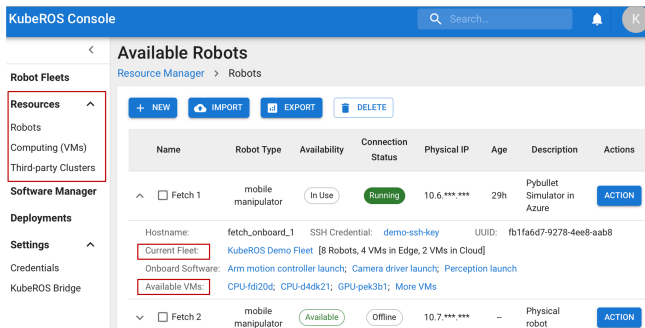 KubeROS Console
Search...
K
Available Robots
Resource Manager > Robots
Robot Fleets
Resources
Robots
Computing (VMs)
Third-party Clusters
Software Manager
Deployments
Settings
Credentials
KubeROS Bridge
+ NEW IMPORT EXPORT DELETE
Name Robot Type Availability Connection Status Physical IP Age Description Actions
Fetch 1 mobile manipulator In Use Running 10.6.***.*** 29h Pybullet Simulator in Azure ACTION
Hostname: fetch_onboard_1 SSH Credential: demo-ssh-key UUID: fb1fa6d7-9278-4ee8-aab8
Current Fleet: KubeROS Demo Fleet [8 Robots, 4 VMs in Edge, 2 VMs in Cloud]
Onboard Software: Arm motion controller launch; Camera driver launch; Perception launch
Available VMs: CPU-fdi20d; CPU-d4dk21; GPU-pek3b1; More VMs
Fetch 2 mobile manipulator Available Offline 10.7.***.*** -- Physical robot ACTION